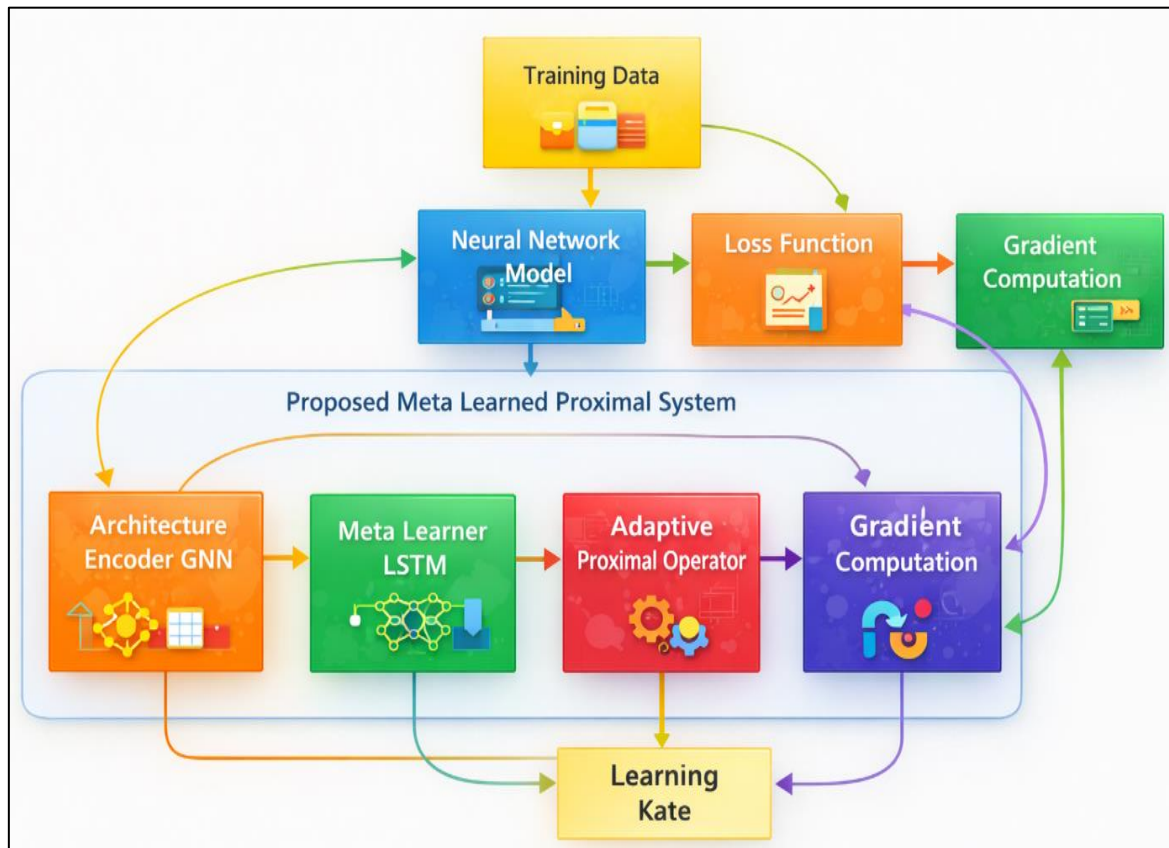 Training Data
Neural Network
Model
Loss Function
Gradient
Computation
Proposed Meta Learned Proximal System
Architecture
Encoder GNN
Meta Learner
LSTM
Adaptive
Proximal Operator
Gradient
Computation
Learning
Kate